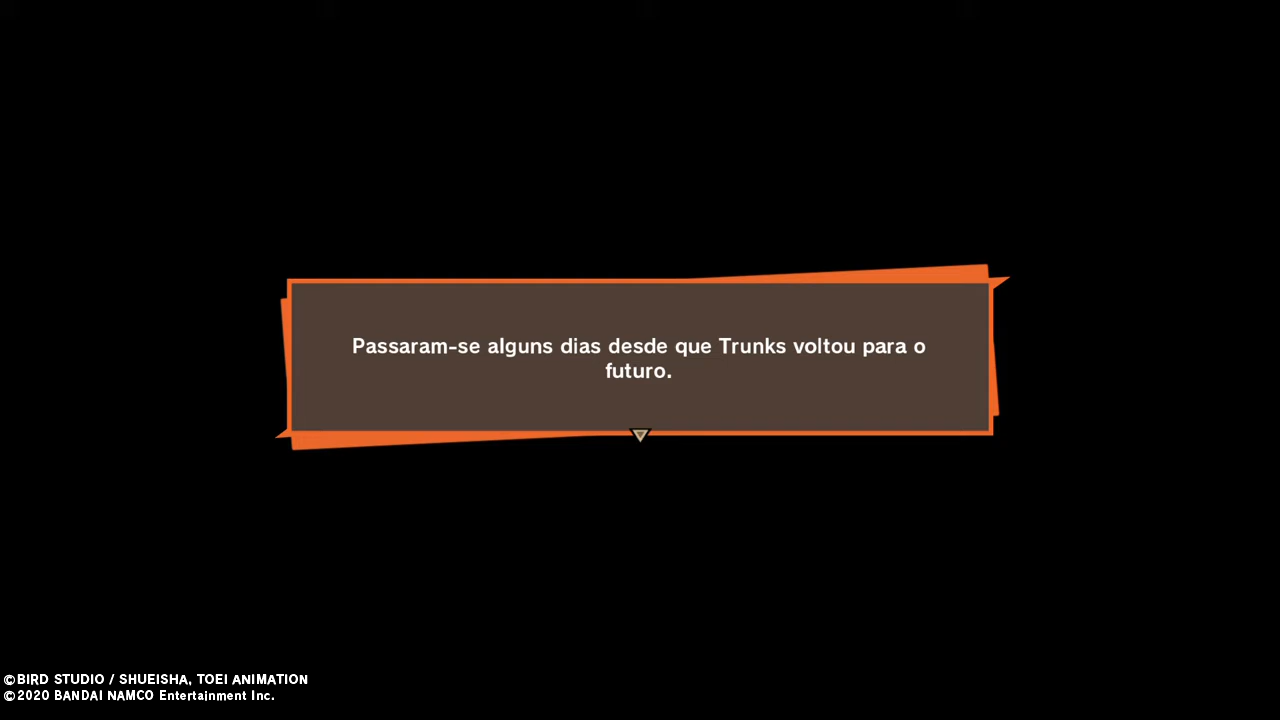 Passaram-se alguns dias desde que Trunks voltou para o
futuro.
©BIRD STUDIO / SHUEISHA, TOEI ANIMATION
©2020 BANDAI NAMCO Entertainment Inc.